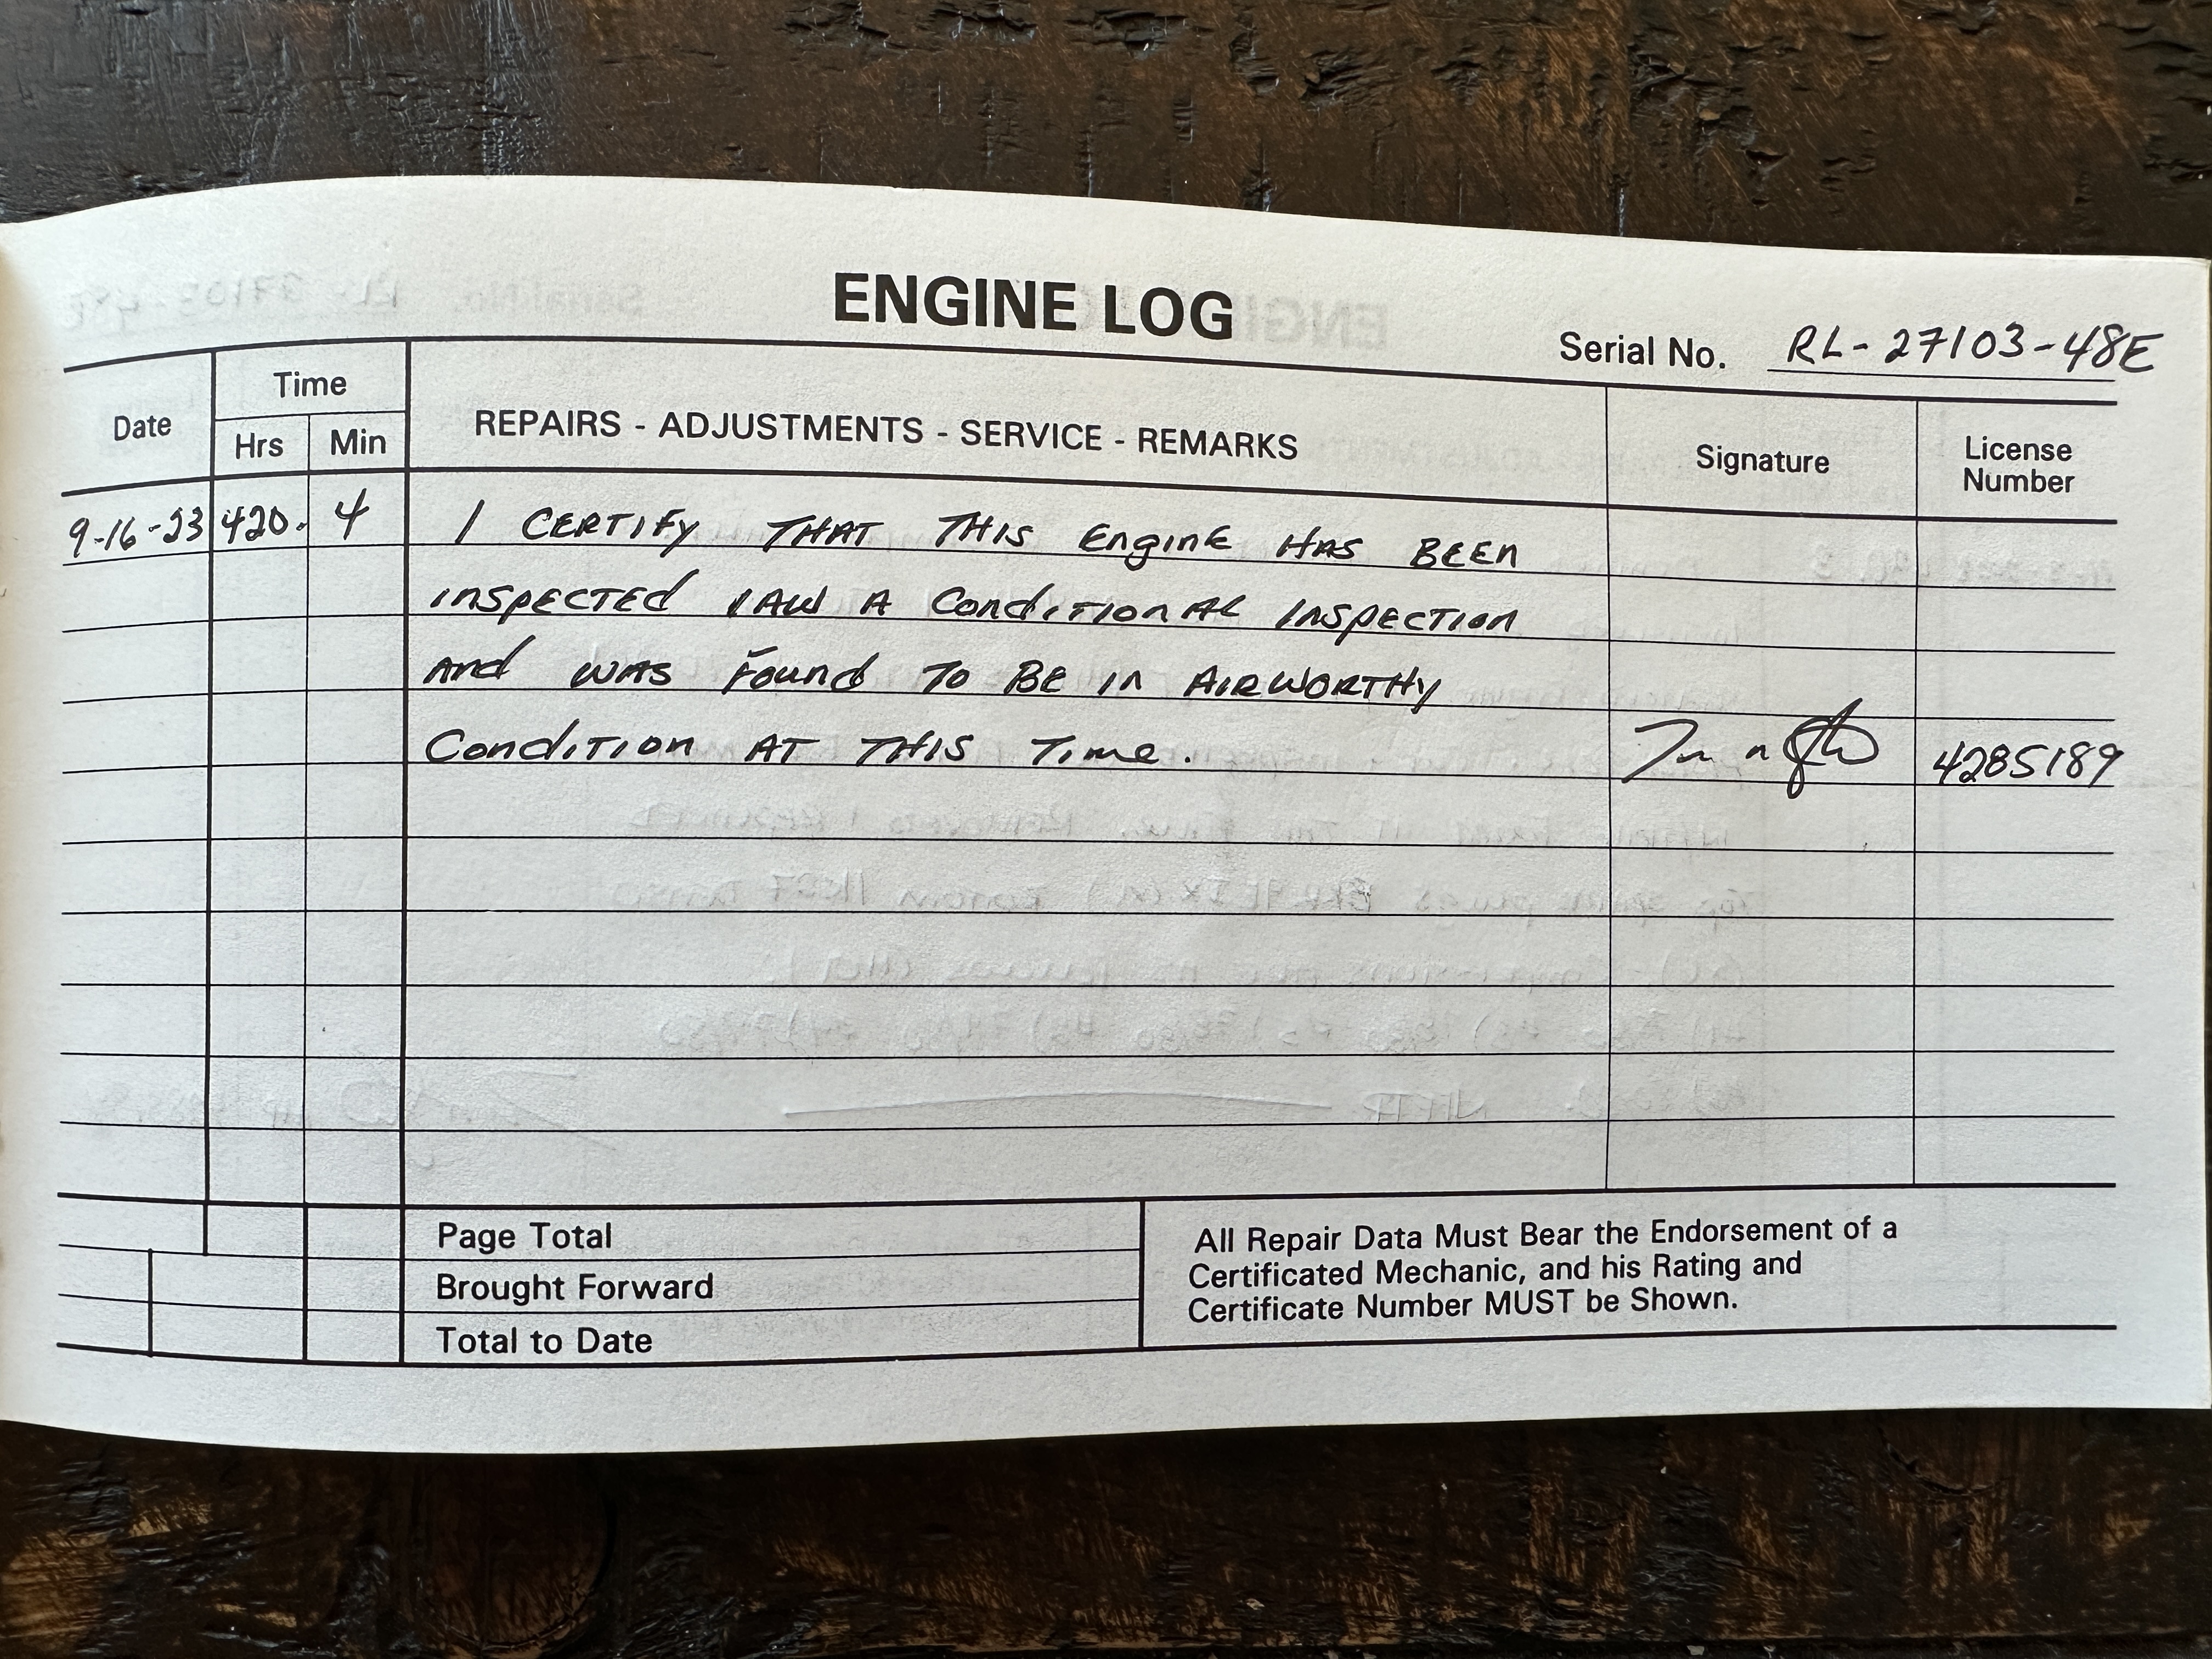 ENGINE LOG
Serial No. RL-27103-48E
Date
Time
Hrs
Min
REPAIRS - ADJUSTMENTS - SERVICE - REMARKS
Signature
License
Number
9-16-23 420. 4 I CERTIFY THAT THIS EnginE HAS BEEN
INSPECTED IAW A ConditionAL INSPECTION
And WAS Found To BE In AIRWORTHY
Condition AT THIS Time. 4285189
Page Total
Brought Forward
Total to Date
All Repair Data Must Bear the Endorsement of a
Certificated Mechanic, and his Rating and
Certificate Number MUST be Shown.